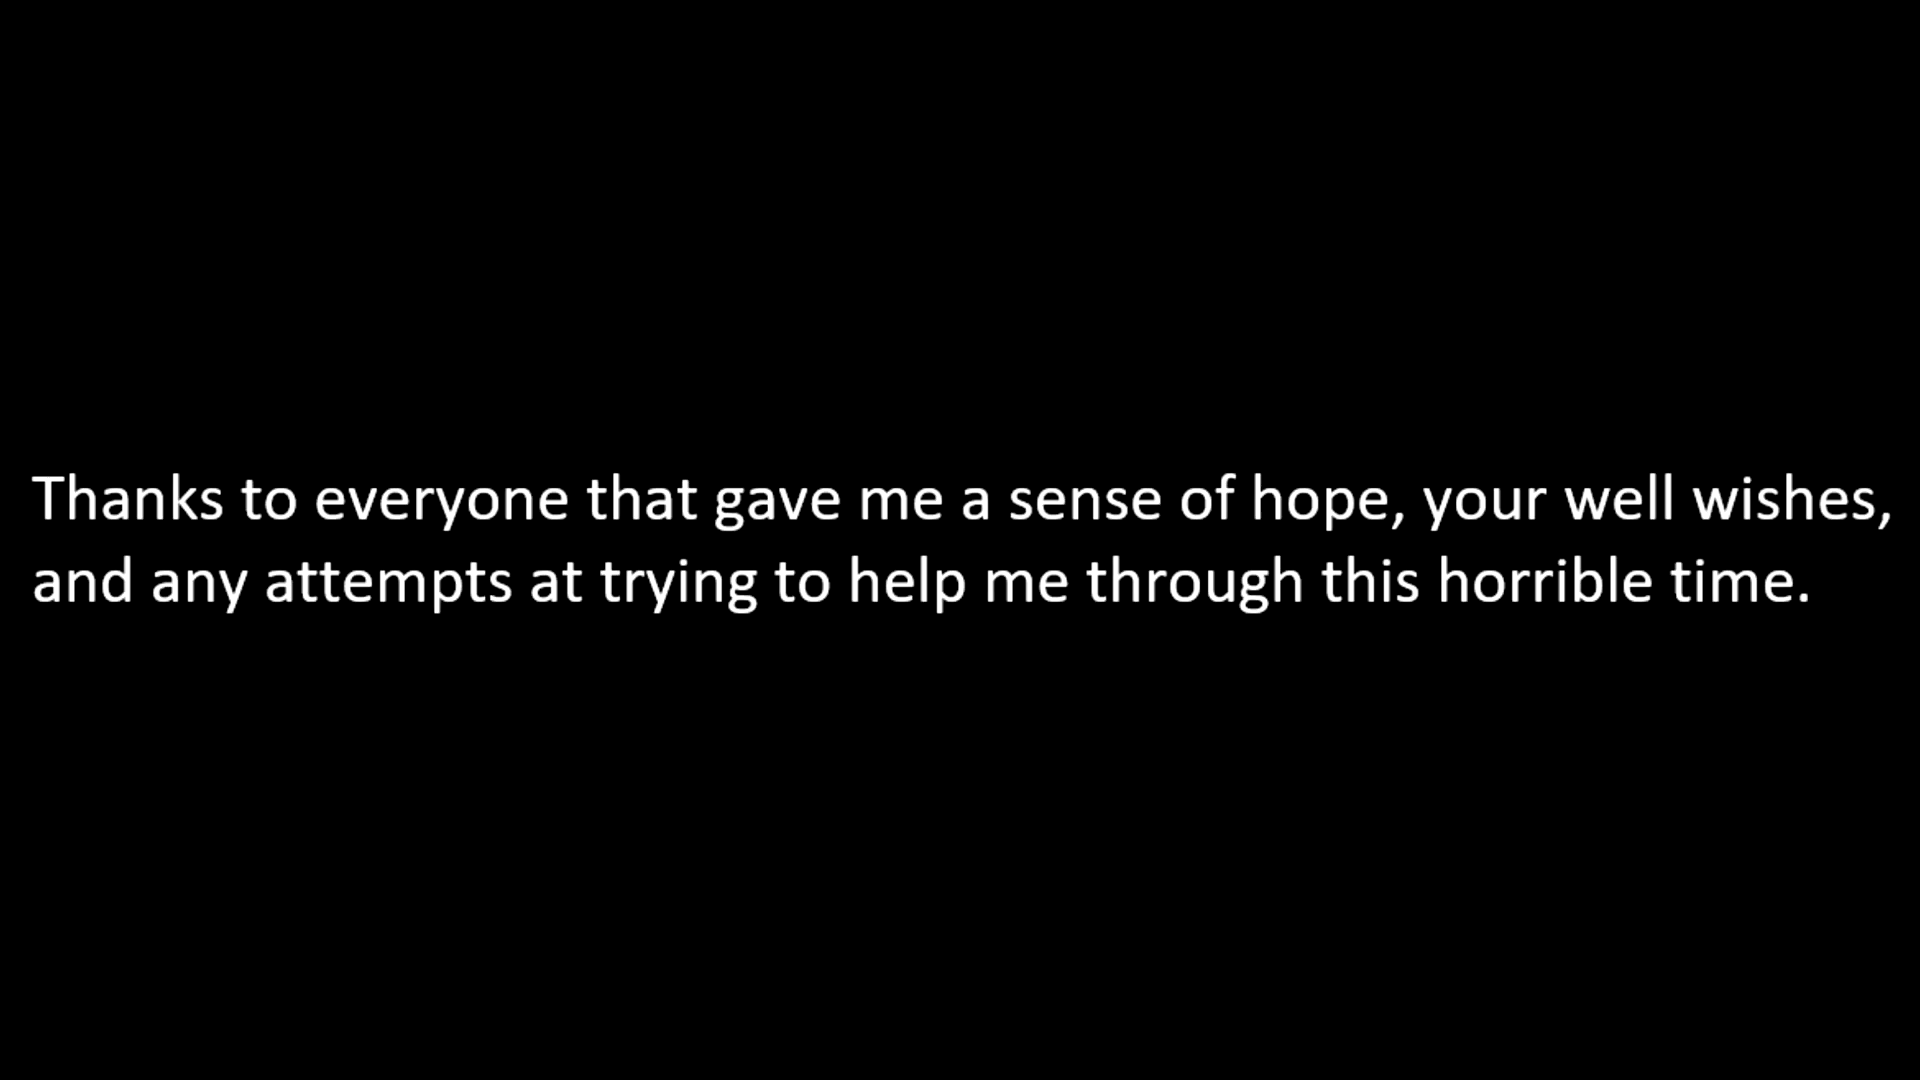 Thanks to everyone that gave me a sense of hope, your well wishes,
and any attempts at trying to help me through this horrible time.